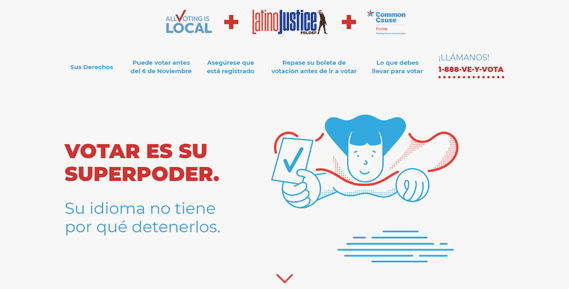 ALL VOTING IS
LOCAL
LatinoJustice
PRLDEF
Common
Cause
Florida
Sus Derechos
Puede votar antes
del 6 de Noviembre
Asegúrese que
está registrado
Repase su boleta de
votación antes de ir a votar
Lo que debes
llevar para votar
¡LLÁMANOS!
1-888-VE-Y-VOTA
VOTAR ES SU
SUPERPODER.
Su idioma no tiene
por qué detenerlos.